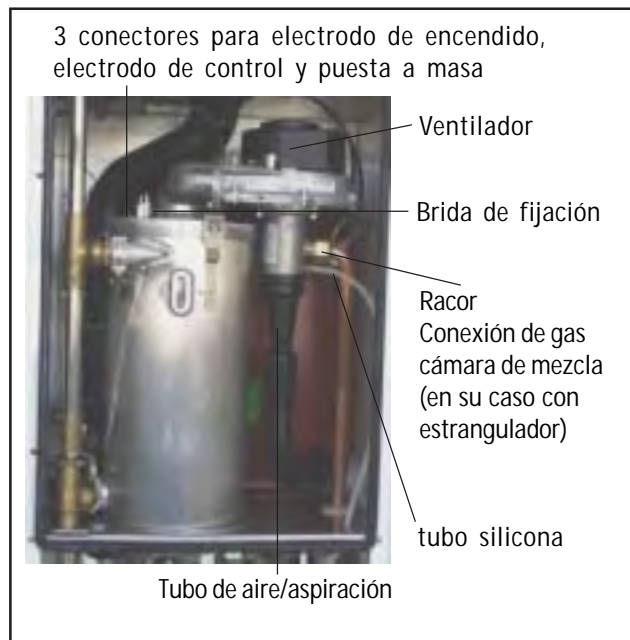 3 conectores para electrodo de encendido,
electrodo de control y puesta a masa
Ventilador
Brida de fijación
Racor
Conexión de gas
cámara de mezcla
(en su caso con
estrangulador)
tubo silicona
Tubo de aire/aspiración